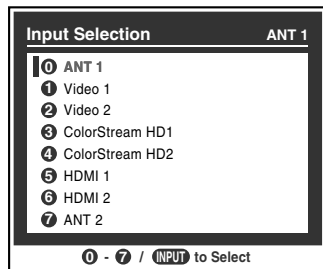 Input Selection ANT 1
0 ANT 1
1 Video 1
2 Video 2
3 ColorStream HD1
4 ColorStream HD2
5 HDMI 1
6 HDMI 2
7 ANT 2
0 - 7 / INPUT to Select